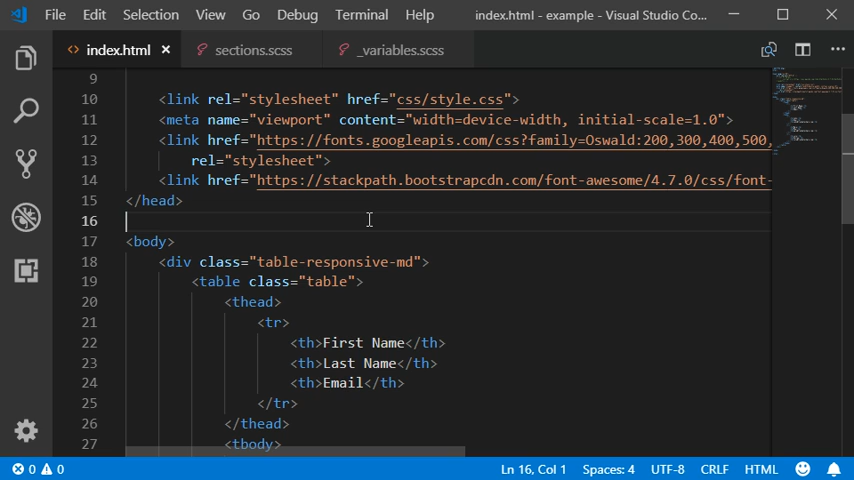 File Edit Selection View Go Debug Terminal Help index.html - example - Visual Studio Co...
<> index.html × sections.scss _variables.scss ...
9
10 <link rel="stylesheet" href="css/style.css">
11 <meta name="viewport" content="width=device-width, initial-scale=1.0">
12 <link href="https://fonts.googleapis.com/css?family=Oswald:200,300,400,500,
13 rel="stylesheet">
14 <link href="https://stackpath.bootstrapcdn.com/font-awesome/4.7.0/css/font-
15 </head>
16
17 <body>
18 <div class="table-responsive-md">
19 <table class="table">
20 <thead>
21 <tr>
22 <th>First Name</th>
23 <th>Last Name</th>
24 <th>Email</th>
25 </tr>
26 </thead>
27 <tbody>
0 0 Ln 16, Col 1 Spaces: 4 UTF-8 CRLF HTML